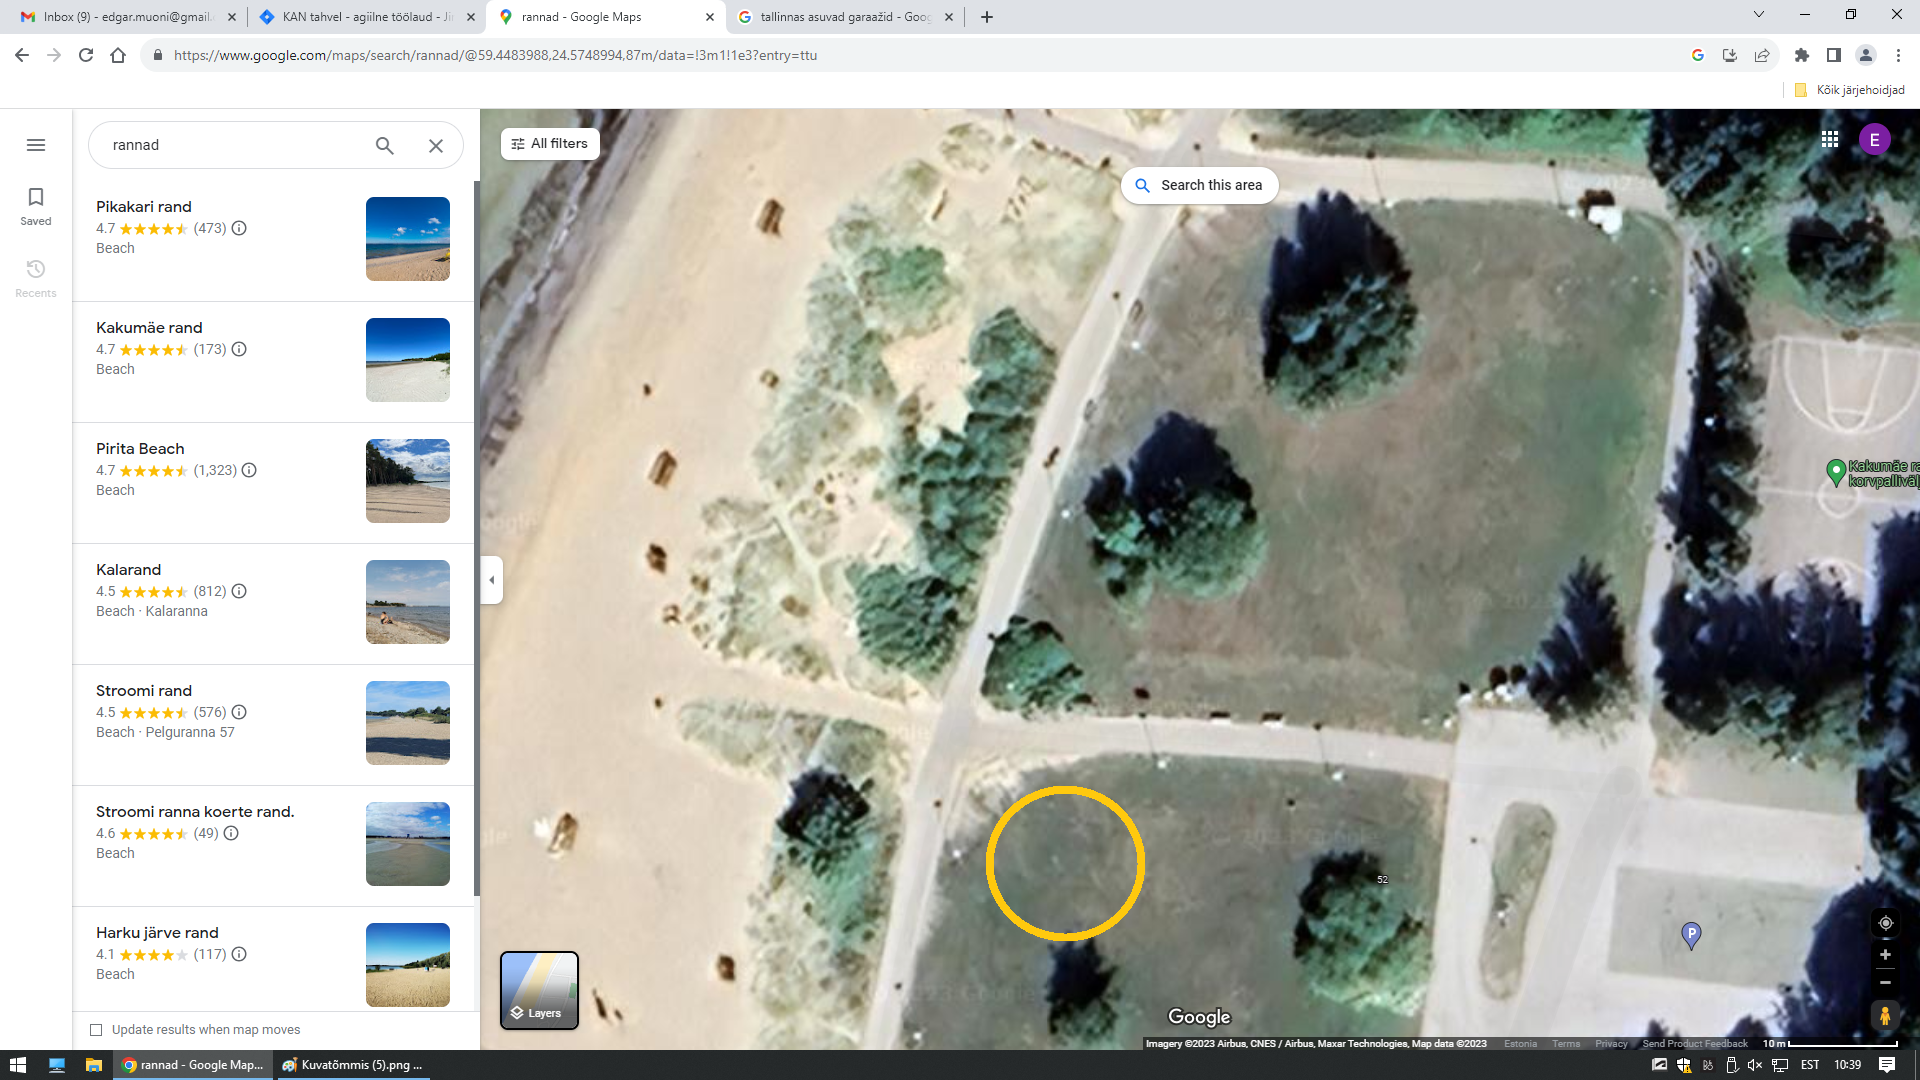 Inbox (9) - edgar.muoni@gmail.
KAN tahvel - agiilne töölaud - Jir
rannad - Google Maps
tallinnas asuvad garaažid - Goog
https://www.google.com/maps/search/rannad/@59.4483988,24.5748994,87m/data=!3m1!1e3?entry=ttu
Kõik järjehoidjad
rannad
All filters
Search this area
E
Saved
Recents
Pikakari rand
4.7 (473)
Beach
Kakumäe rand
4.7 (173)
Beach
Pirita Beach
4.7 (1,323)
Beach
Kalarand
4.5 (812)
Beach · Kalaranna
Stroomi rand
4.5 (576)
Beach · Pelguranna 57
Stroomi ranna koerte rand.
4.6 (49)
Beach
Harku järve rand
4.1 (117)
Beach
Update results when map moves
Kakumäe ra
korvpallivälj
52
P
Layers
Google
Imagery ©2023 Airbus, CNES / Airbus, Maxar Technologies, Map data ©2023 Estonia Terms Privacy Send Product Feedback 10 m
rannad - Google Map...
Kuvatõmmis (5).png ...
EST 10:39